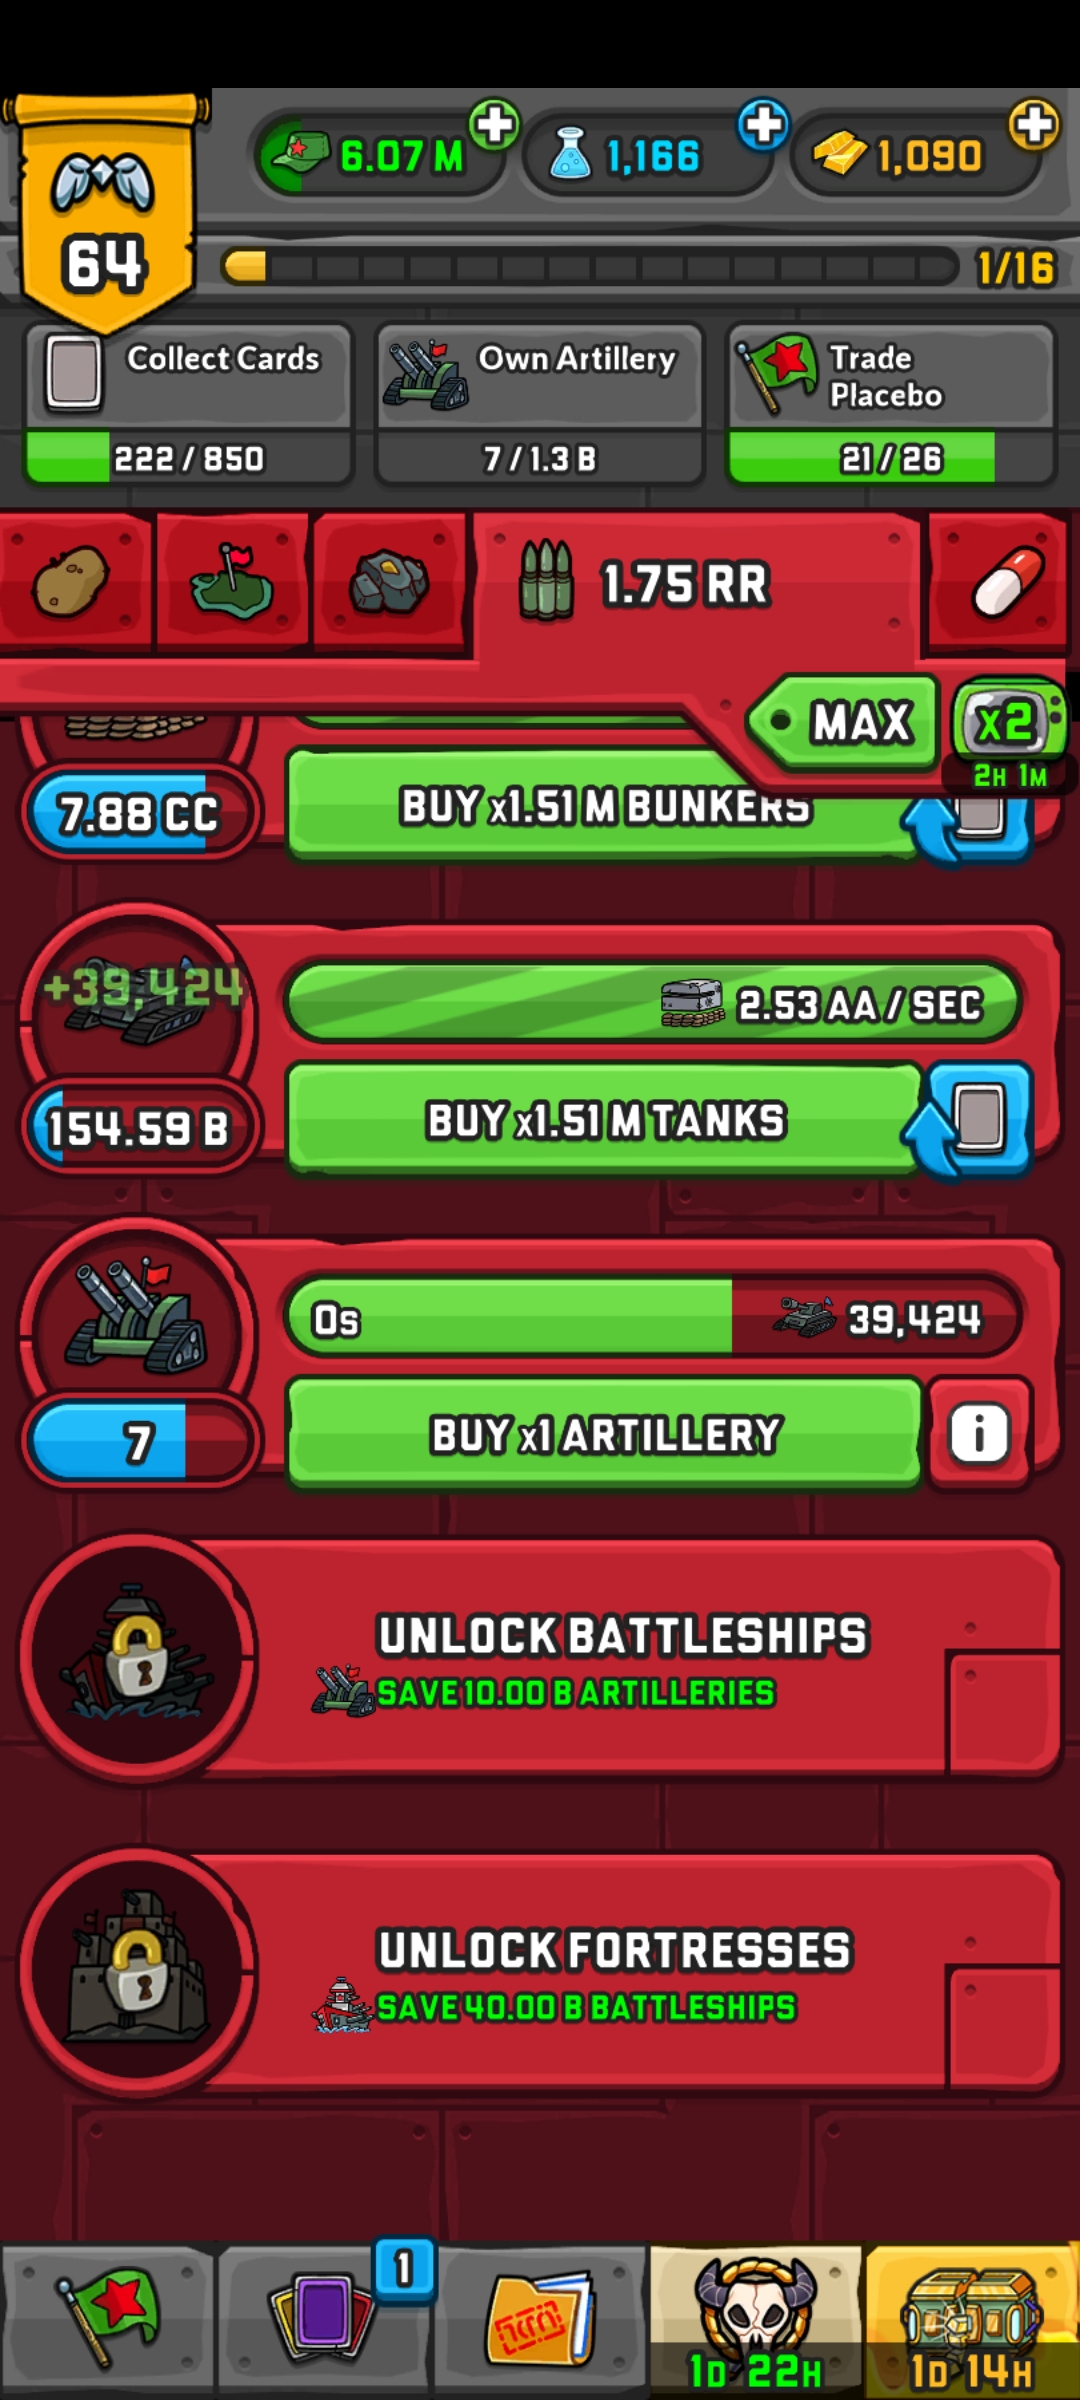 6.07 M
1,166
1,090
64
1/16
Collect Cards
222 / 850
Own Artillery
7 / 1.3 B
Trade
Placebo
21 / 26
1.75 RR
MAX
x2
2H 1M
7.88 CC
BUY x1.51 M BUNKERS
+39,424
2.53 AA / SEC
154.59 B
BUY x1.51 M TANKS
0s
39,424
7
BUY x1 ARTILLERY
i
UNLOCK BATTLESHIPS
SAVE 10.00 B ARTILLERIES
UNLOCK FORTRESSES
SAVE 40.00 B BATTLESHIPS
1
1D 22H
1D 14H